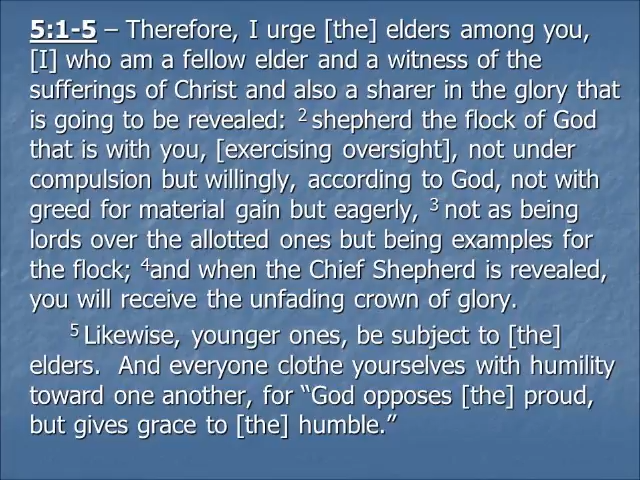 5:1-5 – Therefore, I urge [the] elders among you,
[I] who am a fellow elder and a witness of the
sufferings of Christ and also a sharer in the glory that
is going to be revealed: 2 shepherd the flock of God
that is with you, [exercising oversight], not under
compulsion but willingly, according to God, not with
greed for material gain but eagerly, 3 not as being
lords over the allotted ones but being examples for
the flock; 4and when the Chief Shepherd is revealed,
you will receive the unfading crown of glory.
5 Likewise, younger ones, be subject to [the]
elders.  And everyone clothe yourselves with humility
toward one another, for “God opposes [the] proud,
but gives grace to [the] humble.”